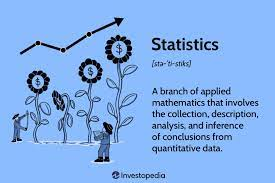 Statistics
[stə-'ti-stiks]
A branch of applied
mathematics that involves
the collection, description,
analysis, and inference
of conclusions from
quantitative data.
$ $ $ $
Investopedia